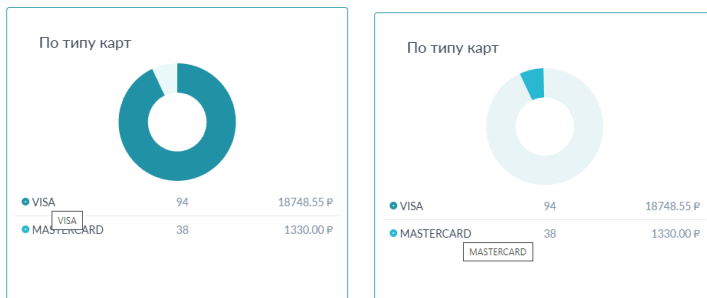 По типу карт
VISA 94 18748.55 ₽
VISA
MASTERCARD 38 1330.00 ₽
По типу карт
VISA 94 18748.55 ₽
MASTERCARD 38 1330.00 ₽
MASTERCARD